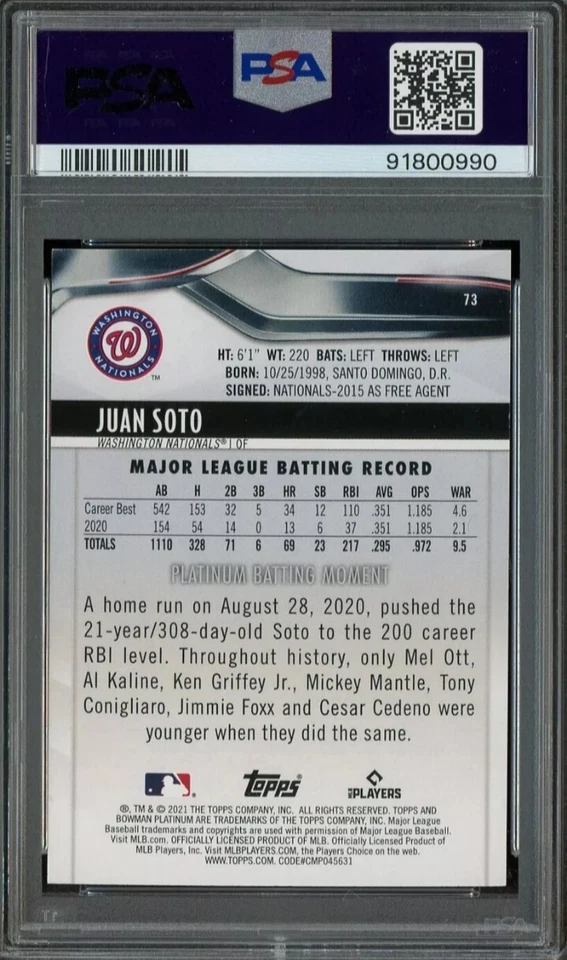 PSA
PSA
91800990
73
WASHINGTON
W
NATIONALS
TM
HT: 6'1" WT: 220 BATS: LEFT THROWS: LEFT
BORN: 10/25/1998, SANTO DOMINGO, D.R.
SIGNED: NATIONALS-2015 AS FREE AGENT
JUAN SOTO
WASHINGTON NATIONALS® | OF
MAJOR LEAGUE BATTING RECORD
AB H 2B 3B HR SB RBI AVG OPS WAR
Career Best 542 153 32 5 34 12 110 .351 1.185 4.6
2020 154 54 14 0 13 6 37 .351 1.185 2.1
TOTALS 1110 328 71 6 69 23 217 .295 .972 9.5
PLATINUM BATTING MOMENT
A home run on August 28, 2020, pushed the
21-year/308-day-old Soto to the 200 career
RBI level. Throughout history, only Mel Ott,
Al Kaline, Ken Griffey Jr., Mickey Mantle, Tony
Conigliaro, Jimmie Foxx and Cesar Cedeno were
younger when they did the same.
topps PLAYERS
®, TM & © 2021 THE TOPPS COMPANY, INC. ALL RIGHTS RESERVED. TOPPS AND
BOWMAN PLATINUM ARE TRADEMARKS OF THE TOPPS COMPANY, INC. Major League
Baseball trademarks and copyrights are used with permission of Major League Baseball.
Visit MLB.com. OFFICIALLY LICENSED PRODUCT OF MLB. Officially Licensed Product of
MLB Players, Inc. Visit MLBPLAYERS.COM, the Players Choice on the web.
WWW.TOPPS.COM. CODE#CMP045631
PSA